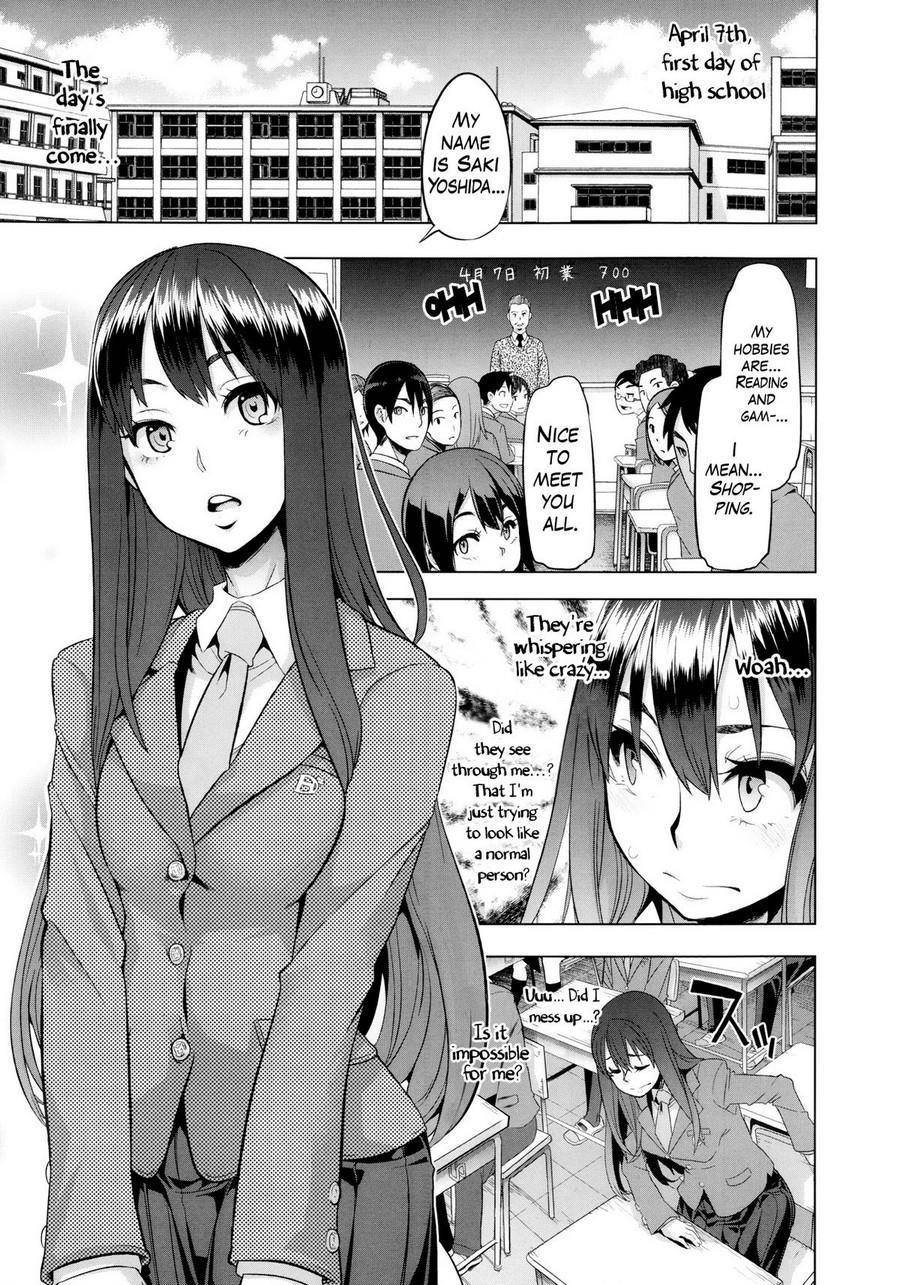 April 7th,
first day of
high school
The
day's
finally
come...
My
name
is Saki
Yoshida...
4月7日 初業 700
OHH
HHH
My
hobbies
are...
Reading
and
gam-...
I
mean...
Shop-
ping.
Nice
to
meet
you
all.
Woah...
They're
whispering
like crazy...
Did
they see
through me...?
That I'm
just trying
to look like
a normal
person?
Uuu... Did I
mess up...?
Is it
impossible
for me?
スッ